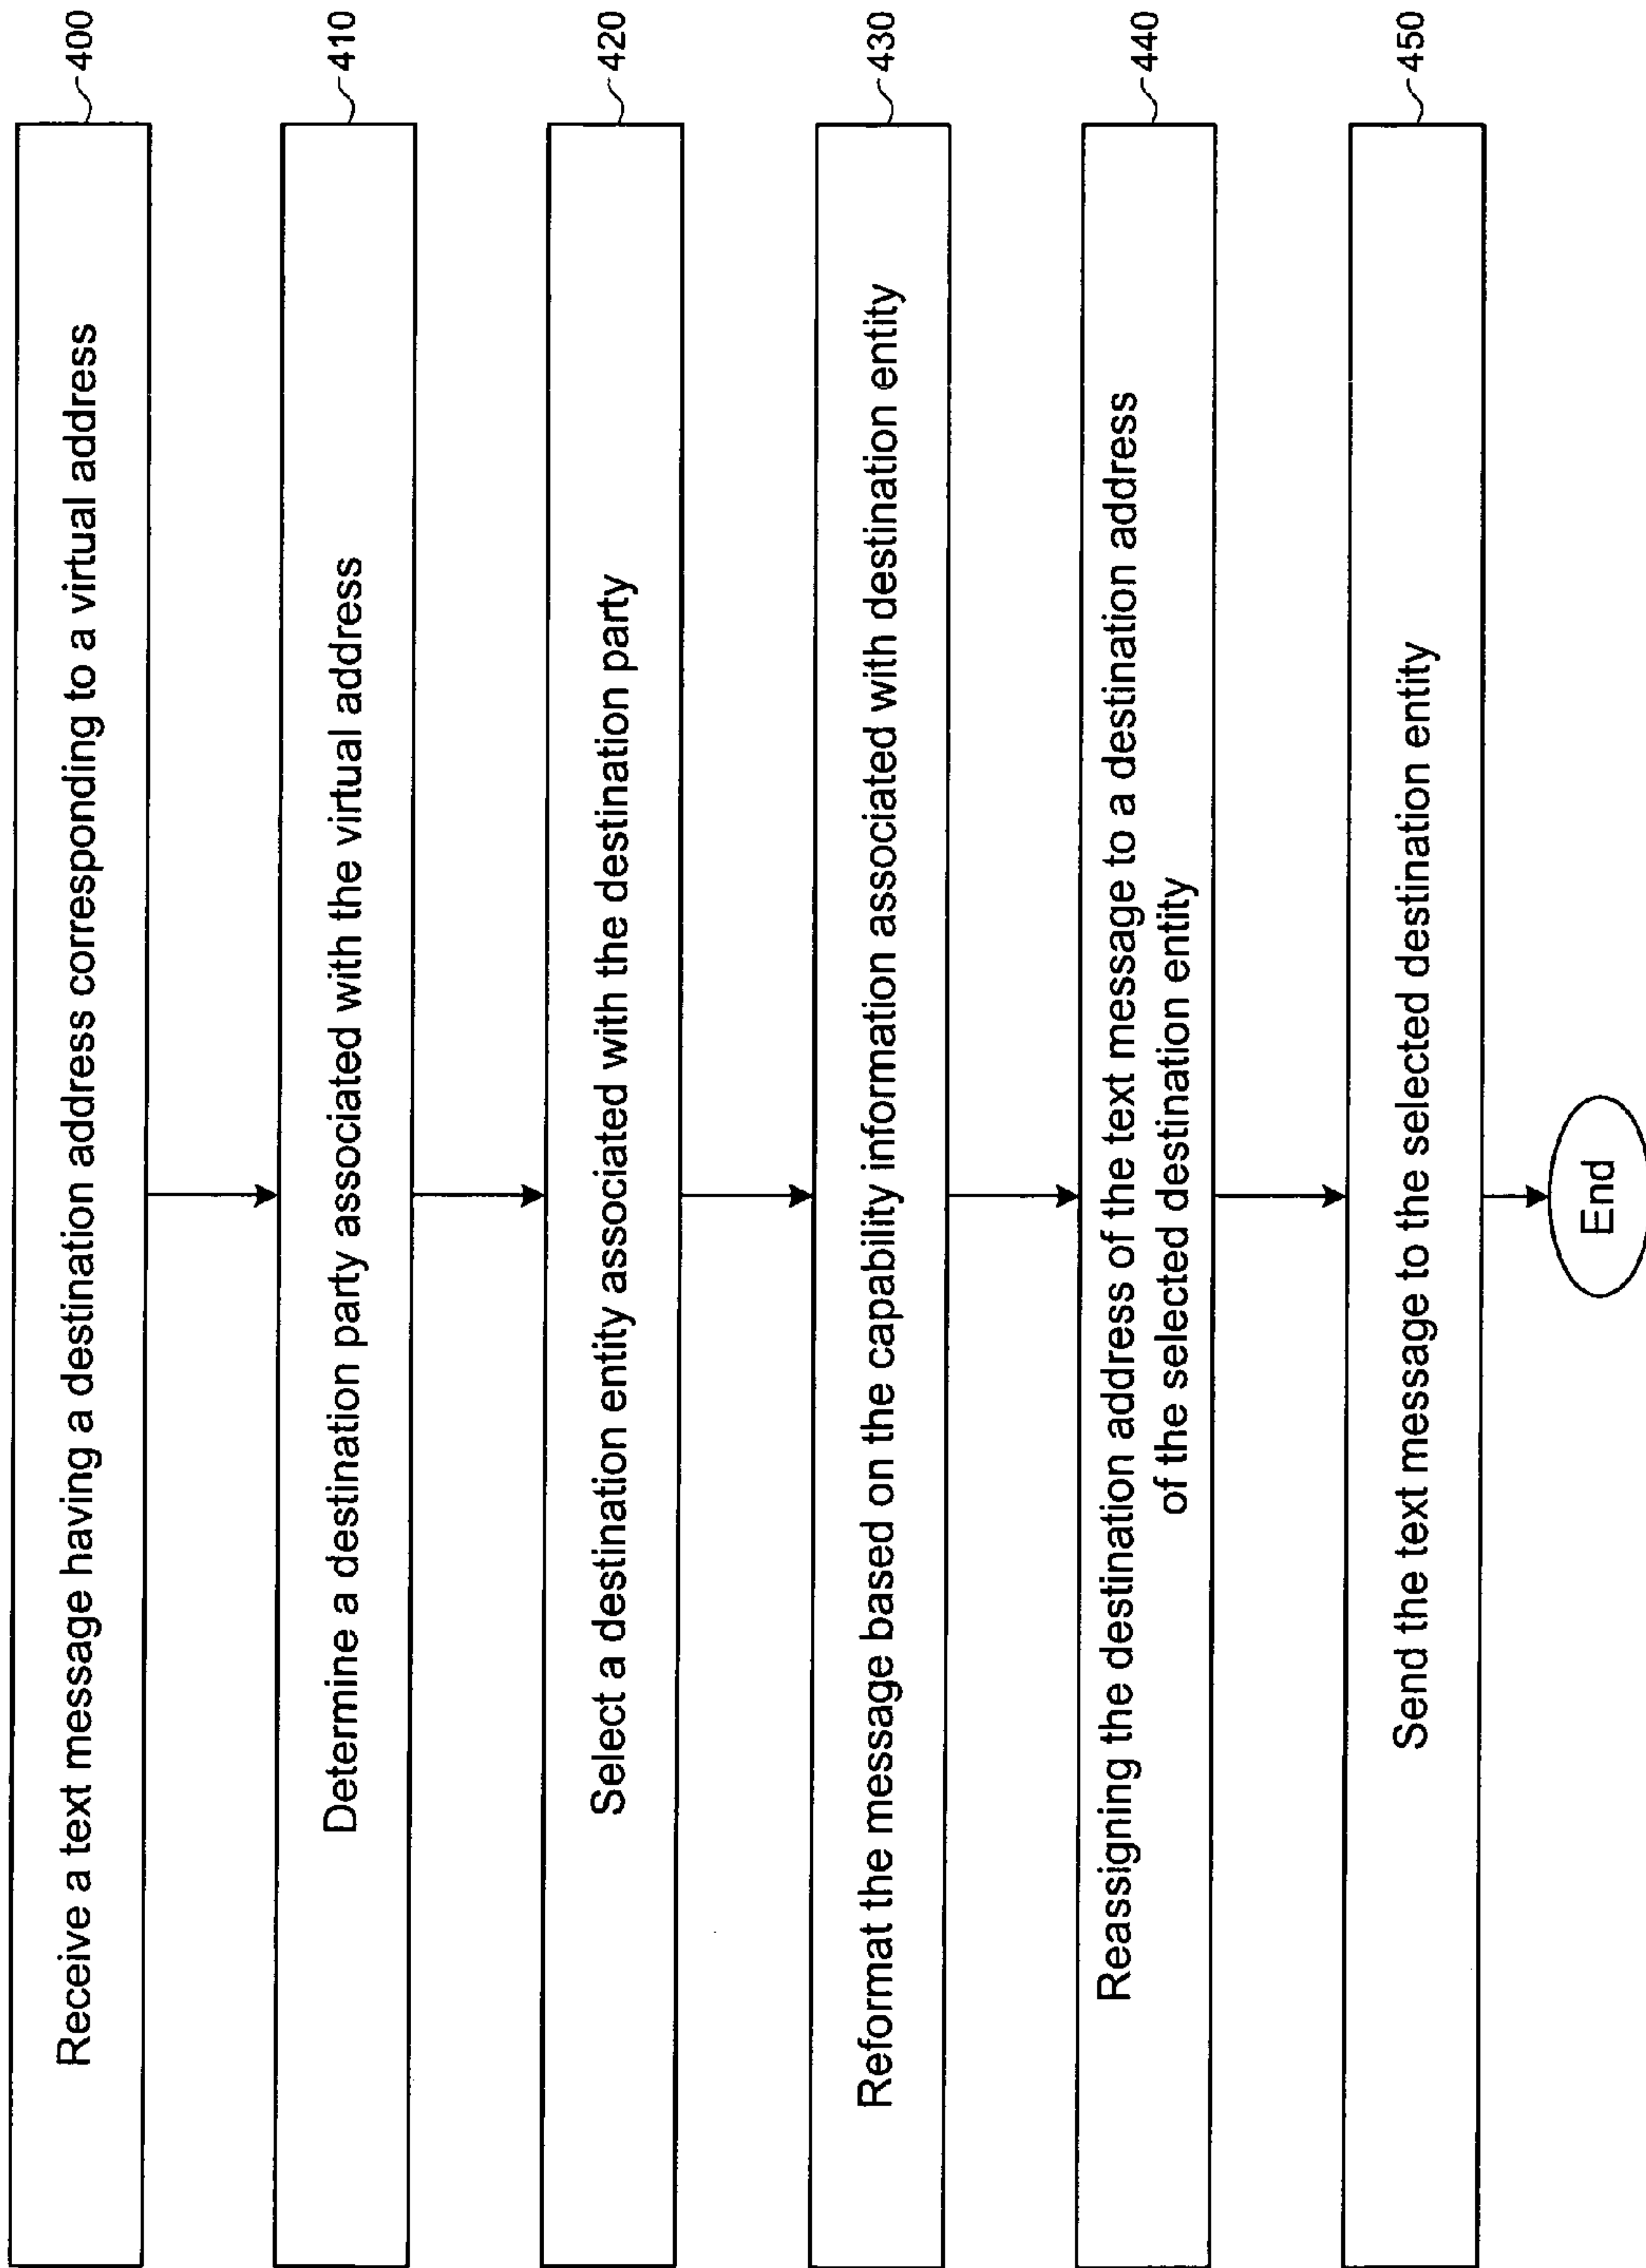 Receive a text message having a destination address corresponding to a virtual address
400
Determine a destination party associated with the virtual address
410
Select a destination entity associated with the destination party
420
Reformat the message based on the capability information associated with destination entity
430
Reassigning the destination address of the text message to a destination address
of the selected destination entity
440
Send the text message to the selected destination entity
450
End